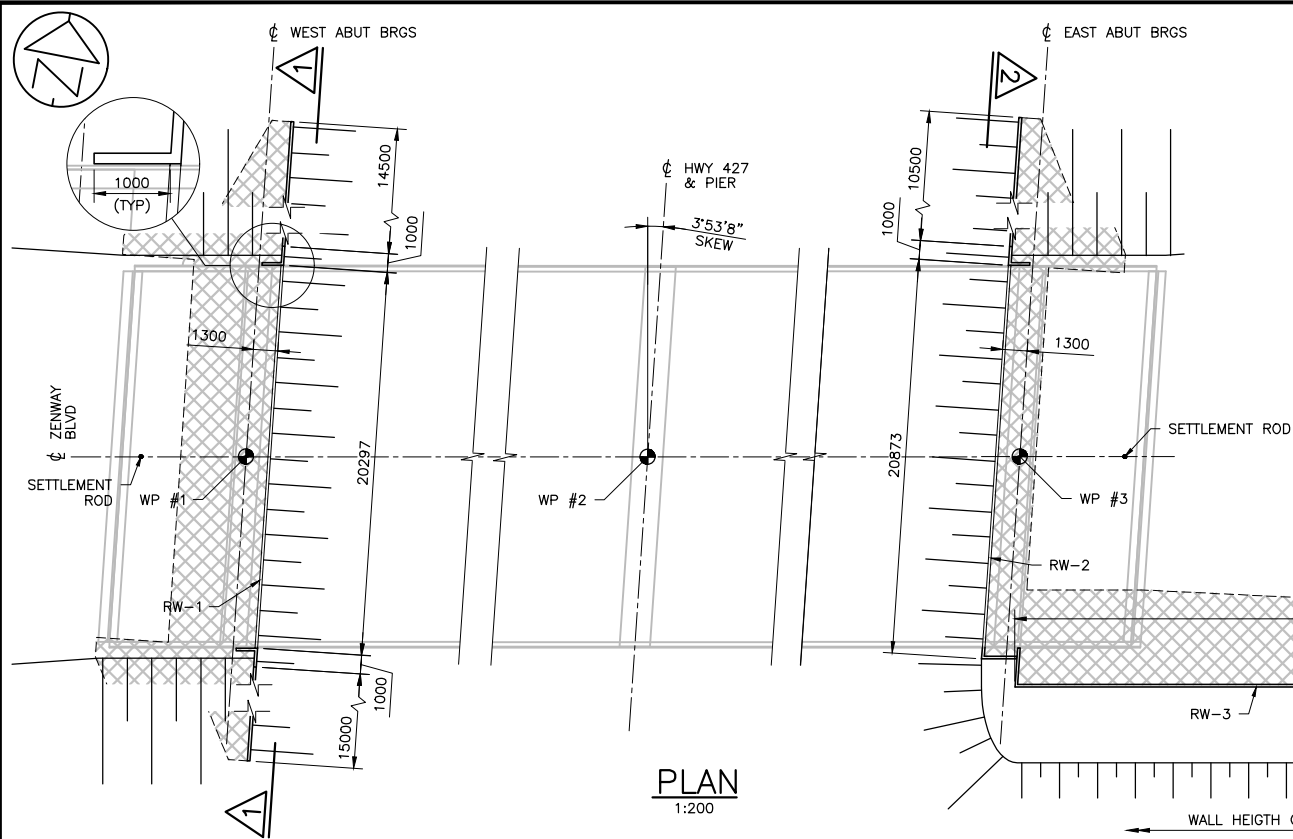 ℄ WEST ABUT BRGS
℄ EAST ABUT BRGS
1
2
N
14500
1000
10500
1000
℄ HWY 427
& PIER
3°53'8"
SKEW
1000
(TYP)
1300
1300
℄ ZENWAY
BLVD
20297
20873
SETTLEMENT
ROD
WP #1
WP #2
WP #3
SETTLEMENT ROD
RW-1
RW-2
1000
15000
RW-3
1
PLAN
1:200
WALL HEIGTH